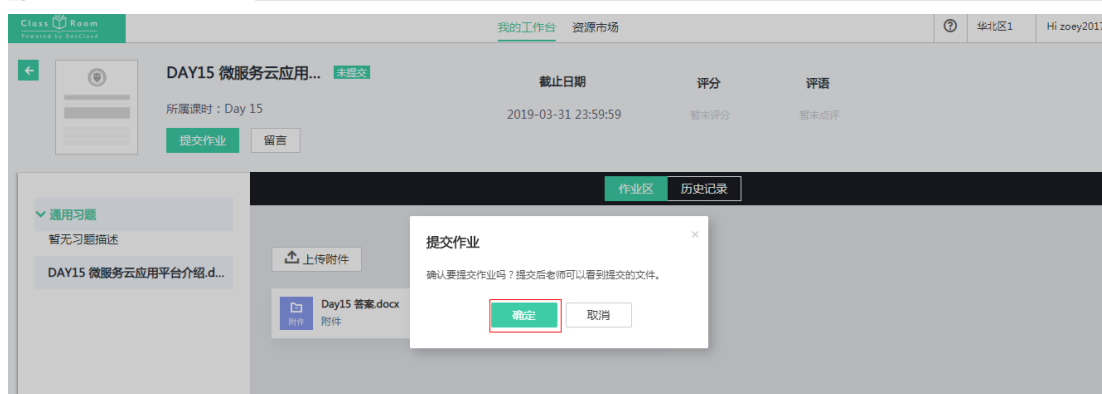 Class Room
Powered by DevCloud
我的工作台 资源市场
华北区1
Hi zoey2017
DAY15 微服务云应用... 未提交
所属课时：Day 15
提交作业 留言
截止日期 评分 评语
2019-03-31 23:59:59 暂未评分 暂未点评
作业区 历史记录
通用习题
暂无习题描述
DAY15 微服务云应用平台介绍.d...
上传附件
Day15 答案.docx
附件 附件
提交作业
×
确认要提交作业吗？提交后老师可以看到提交的文件。
确定 取消